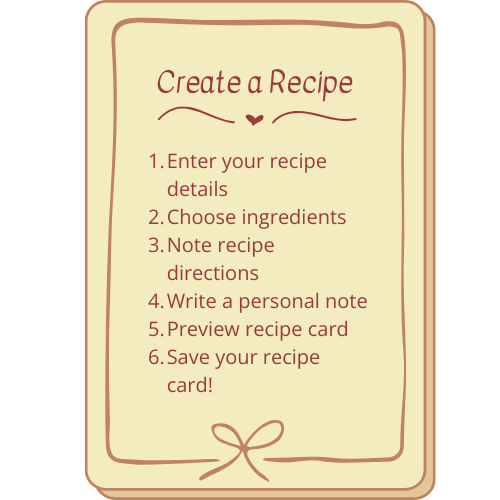 Create a Recipe
1. Enter your recipe
details
2. Choose ingredients
3. Note recipe
directions
4. Write a personal note
5. Preview recipe card
6. Save your recipe
card!